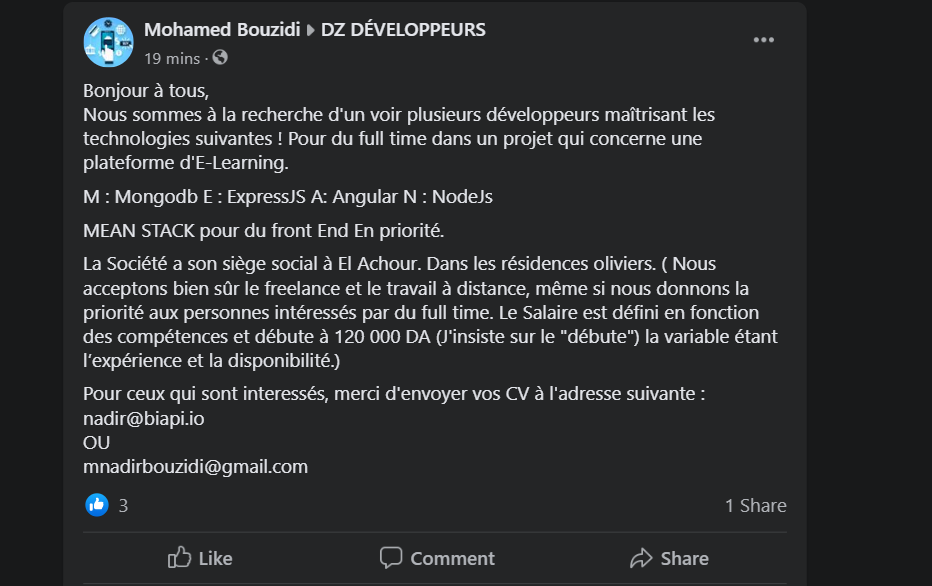 Mohamed Bouzidi ▸ DZ DÉVELOPPEURS
19 mins ·
Bonjour à tous,
Nous sommes à la recherche d'un voir plusieurs développeurs maîtrisant les
technologies suivantes ! Pour du full time dans un projet qui concerne une
plateforme d'E-Learning.
M : Mongodb E : ExpressJS A: Angular N : NodeJs
MEAN STACK pour du front End En priorité.
La Société a son siège social à El Achour. Dans les résidences oliviers. ( Nous
acceptons bien sûr le freelance et le travail à distance, même si nous donnons la
priorité aux personnes intéressés par du full time. Le Salaire est défini en fonction
des compétences et débute à 120 000 DA (J'insiste sur le "débute") la variable étant
l’expérience et la disponibilité.)
Pour ceux qui sont interessés, merci d'envoyer vos CV à l'adresse suivante :
nadir@biapi.io
OU
mnadirbouzidi@gmail.com
3
1 Share
Like
Comment
Share